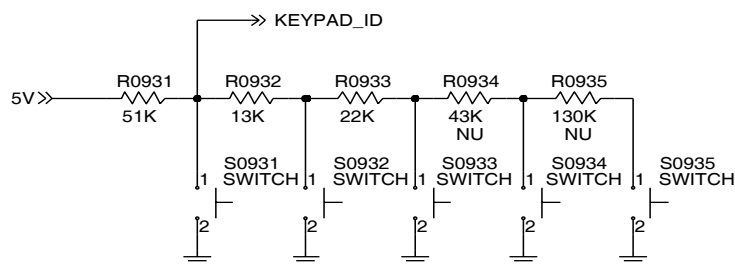 KEYPAD_ID
R0931 R0932 R0933 R0934 R0935
5V
51K 13K 22K 43K 130K
NU NU
S0931 S0932 S0933 S0934 S0935
1 SWITCH 1 SWITCH 1 SWITCH 1 SWITCH 1 SWITCH
2 2 2 2 2